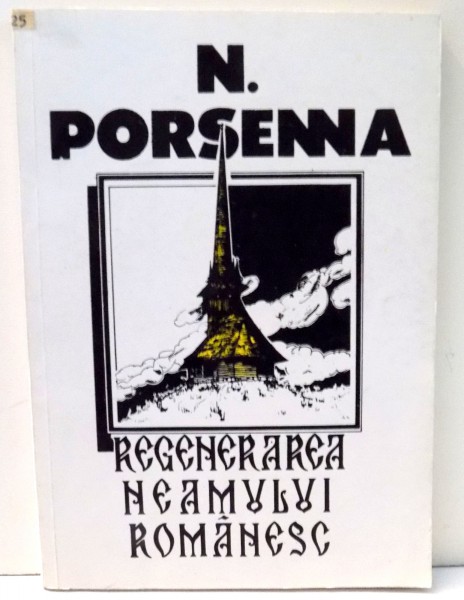 25
N.
PORSENNA
REGENERAREA
NEAMULUI
ROMÂNESC